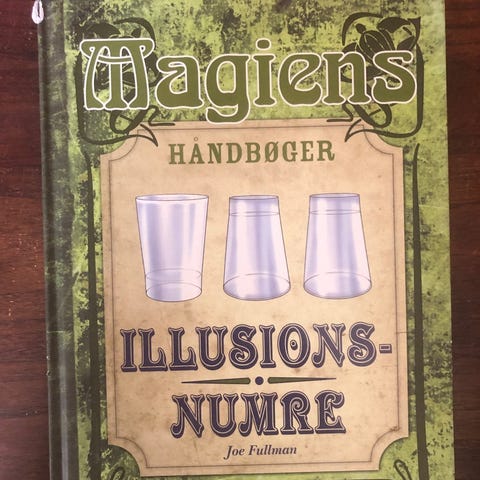 Magiens
HÅNDBØGER
ILLUSIONS-
NUMRE
Joe Fullman